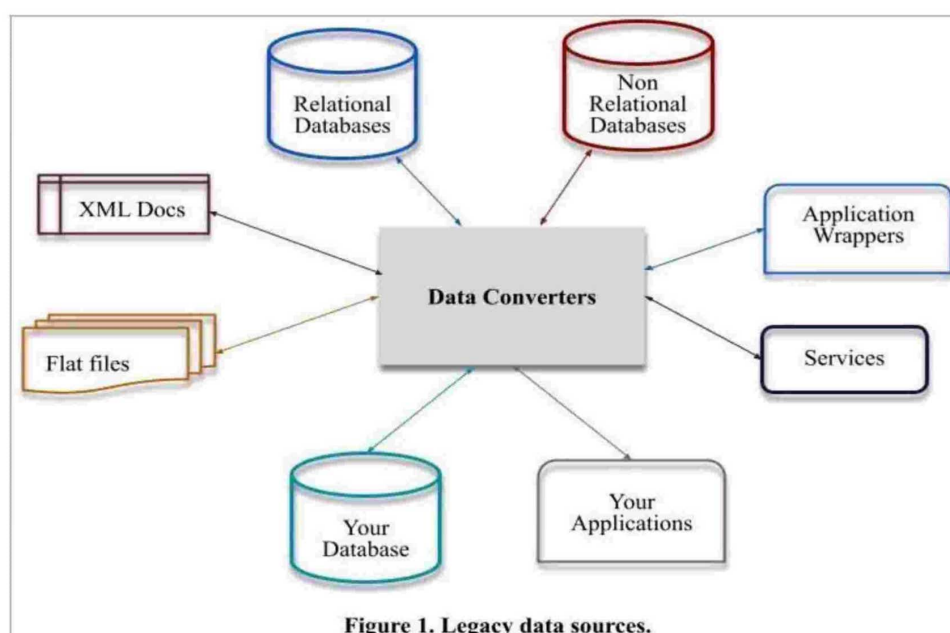 Relational
Databases
Non
Relational
Databases
XML Docs
Application
Wrappers
Data Converters
Flat files
Services
Your
Database
Your
Applications
Figure 1. Legacy data sources.